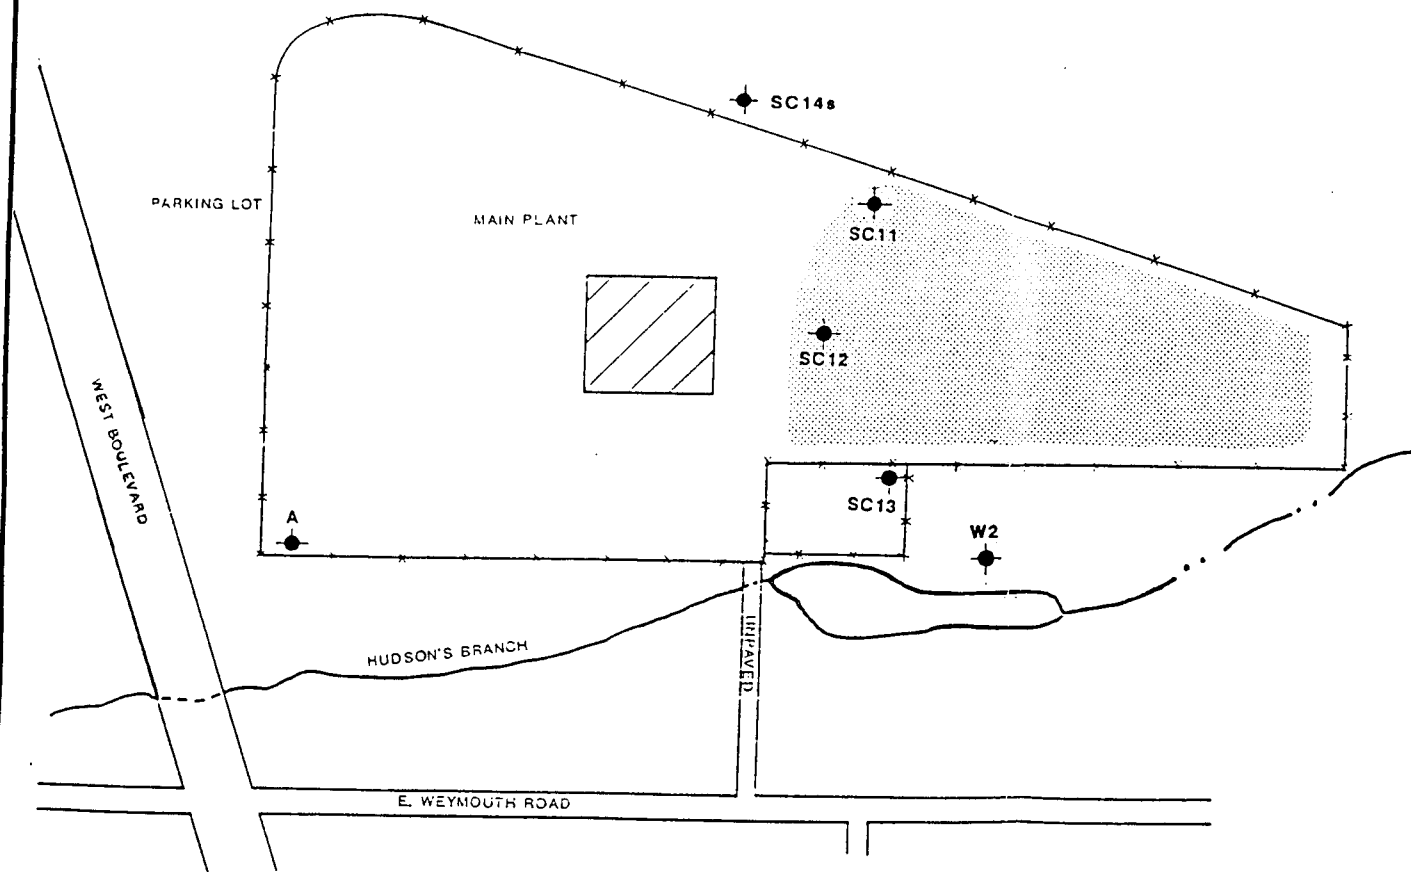 SC14s
PARKING LOT
MAIN PLANT
SC11
SC12
WEST BOULEVARD
SC13
A
W2
HUDSON'S BRANCH
UNPAVED
E. WEYMOUTH ROAD